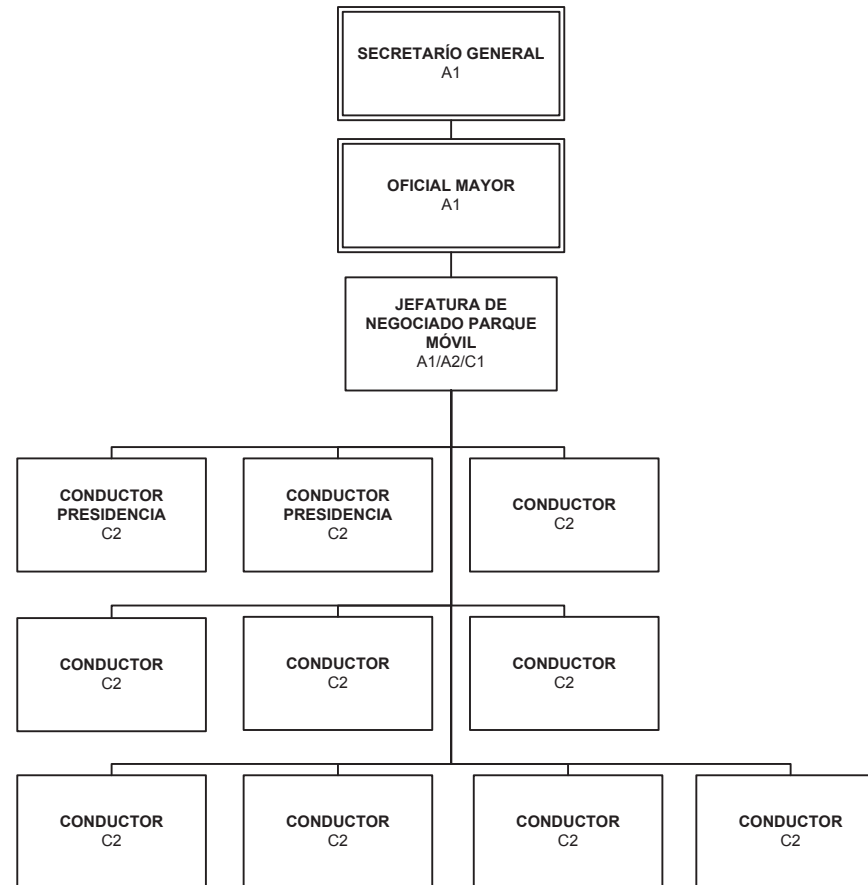 SECRETARÍO GENERAL
A1
OFICIAL MAYOR
A1
JEFATURA DE
NEGOCIADO PARQUE
MÓVIL
A1/A2/C1
CONDUCTOR
PRESIDENCIA
C2
CONDUCTOR
PRESIDENCIA
C2
CONDUCTOR
C2
CONDUCTOR
C2
CONDUCTOR
C2
CONDUCTOR
C2
CONDUCTOR
C2
CONDUCTOR
C2
CONDUCTOR
C2
CONDUCTOR
C2